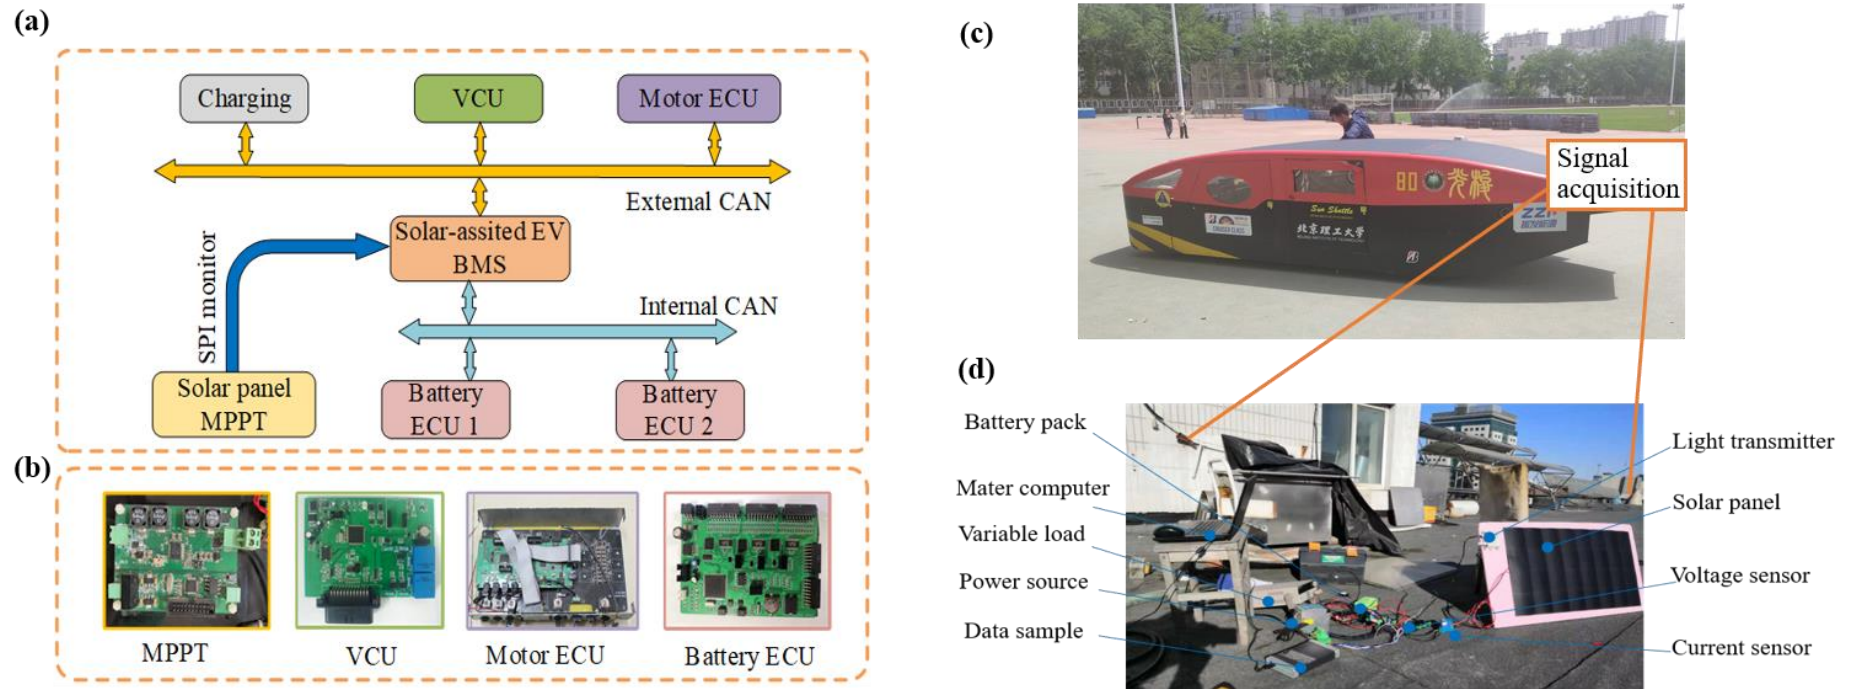 (a)
Charging
VCU
Motor ECU
External CAN
Solar-assited EV
BMS
SPI monitor
Internal CAN
Solar panel
MPPT
Battery
ECU 1
Battery
ECU 2
(b)
MPPT
VCU
Motor ECU
Battery ECU
(c)
Signal
acquisition
80
Sun Shuttle
北京理工大学
(d)
Battery pack
Mater computer
Variable load
Power source
Data sample
Light transmitter
Solar panel
Voltage sensor
Current sensor